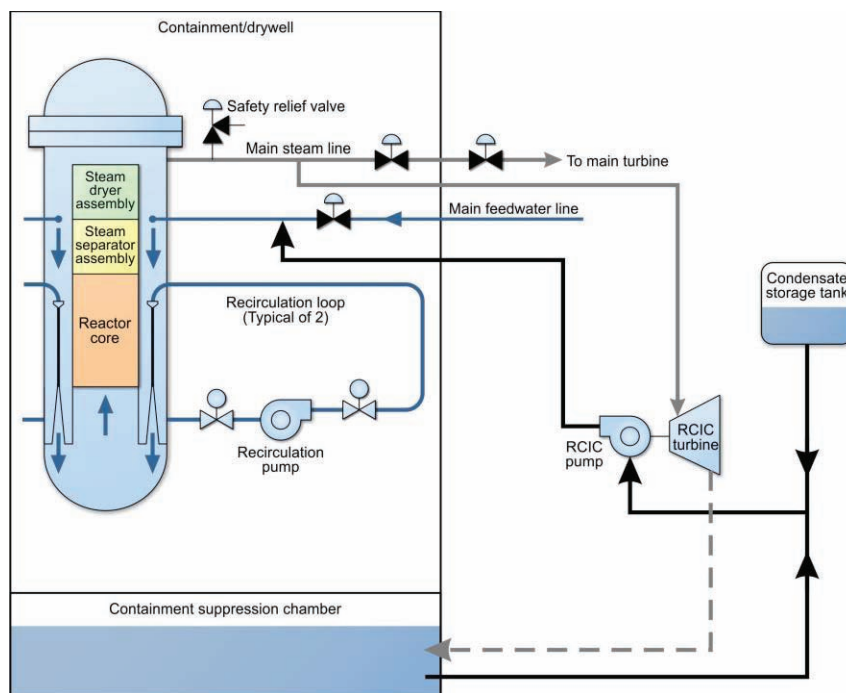 Containment/drywell
Safety relief valve
Main steam line
To main turbine
Steam
dryer
assembly
Main feedwater line
Steam
separator
assembly
Condensate
storage tank
Recirculation loop
(Typical of 2)
Reactor
core
RCIC
turbine
RCIC
pump
Recirculation
pump
Containment suppression chamber